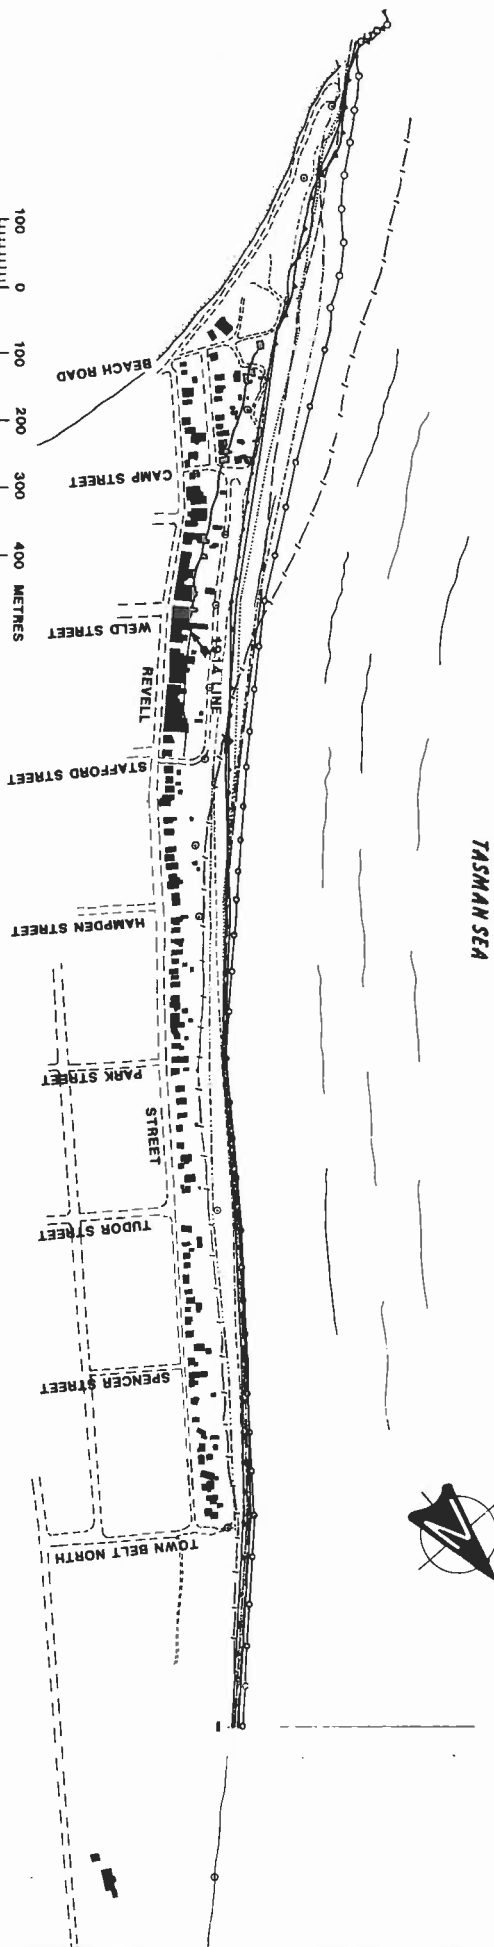 TASMAN SEA
100 0 100 200 300 400 METRES
BEACH ROAD
CAMP STREET
WELD STREET
1914 LINE
REVELL
STAFFORD STREET
HAMPDEN STREET
PARK STREET
STREET
TUDOR STREET
SPENCER STREET
TOWN BELT NORTH
N